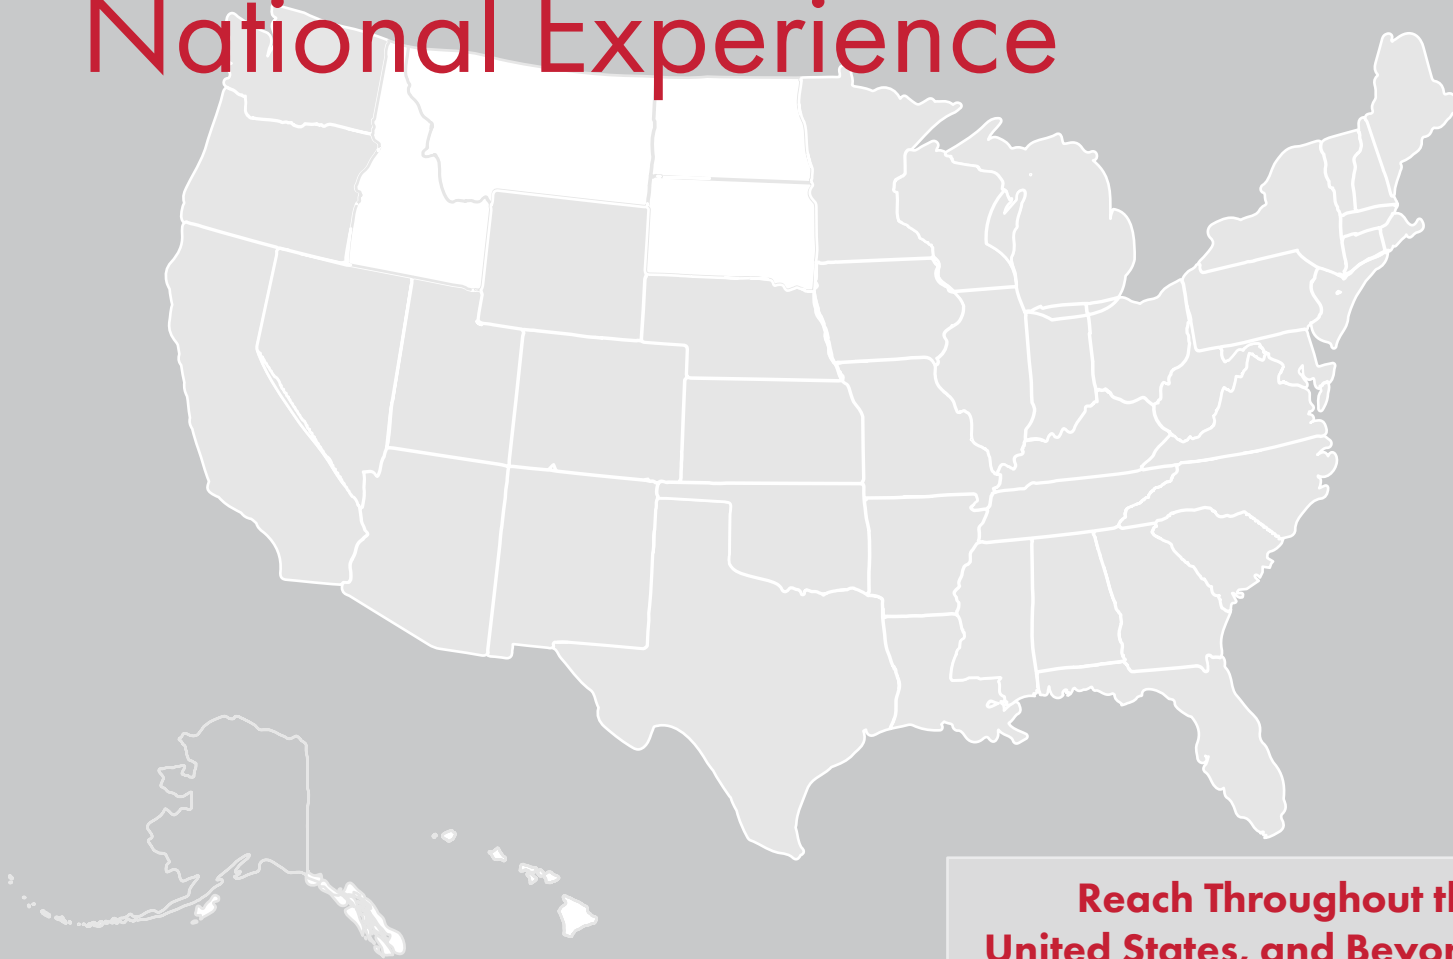 National Experience
Reach Throughout
United States, and